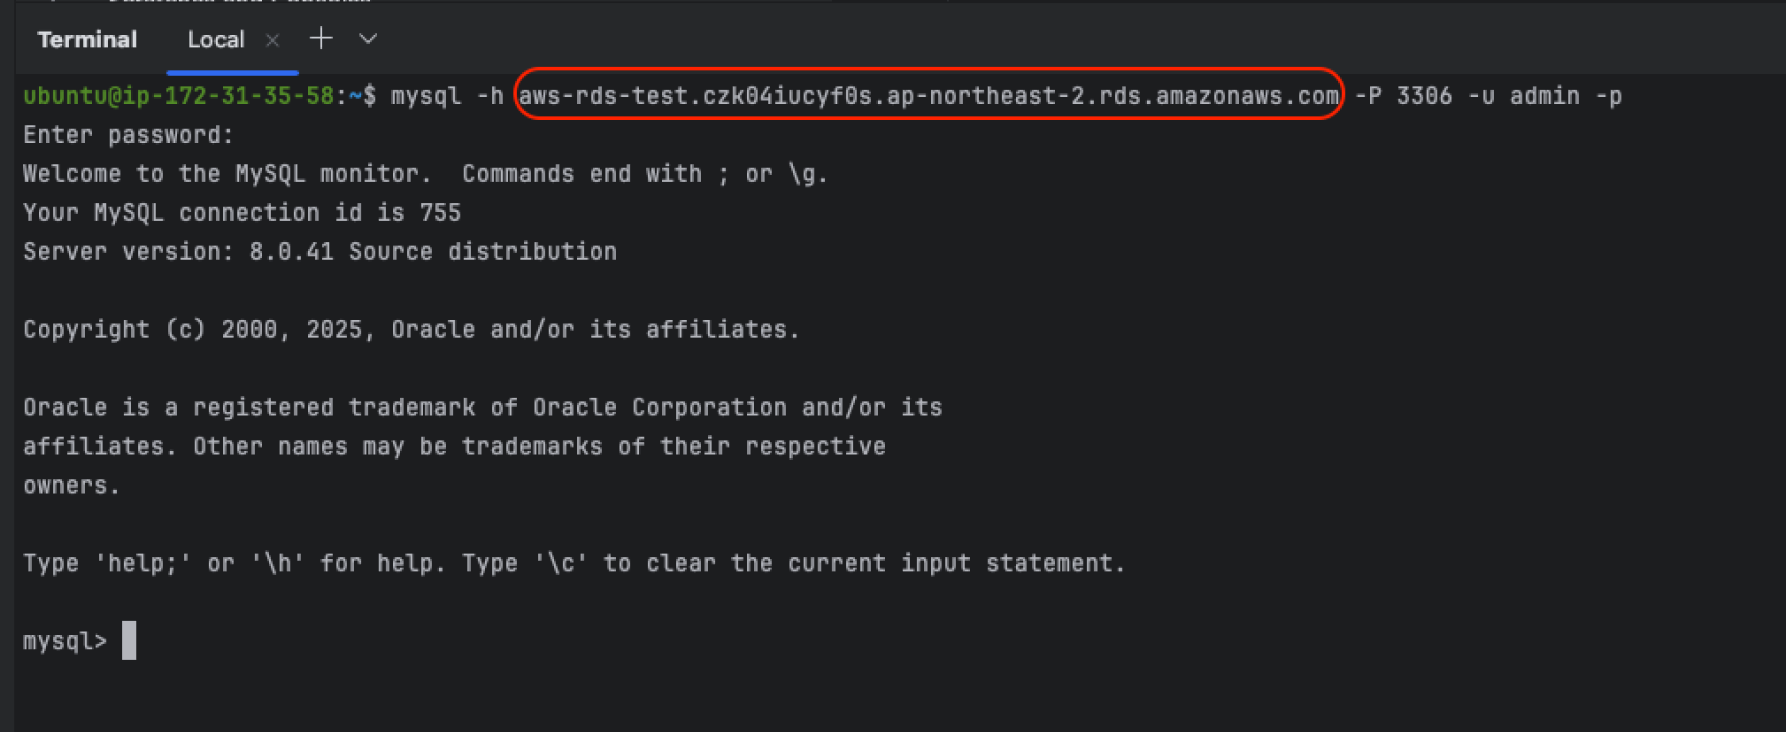 Terminal Local
ubuntu@ip-172-31-35-58:~$ mysql -h aws-rds-test.czk04iucyf0s.ap-northeast-2.rds.amazonaws.com -P 3306 -u admin -p
Enter password:
Welcome to the MySQL monitor.  Commands end with ; or \g.
Your MySQL connection id is 755
Server version: 8.0.41 Source distribution
Copyright (c) 2000, 2025, Oracle and/or its affiliates.
Oracle is a registered trademark of Oracle Corporation and/or its
affiliates. Other names may be trademarks of their respective
owners.
Type 'help;' or '\h' for help. Type '\c' to clear the current input statement.
mysql>